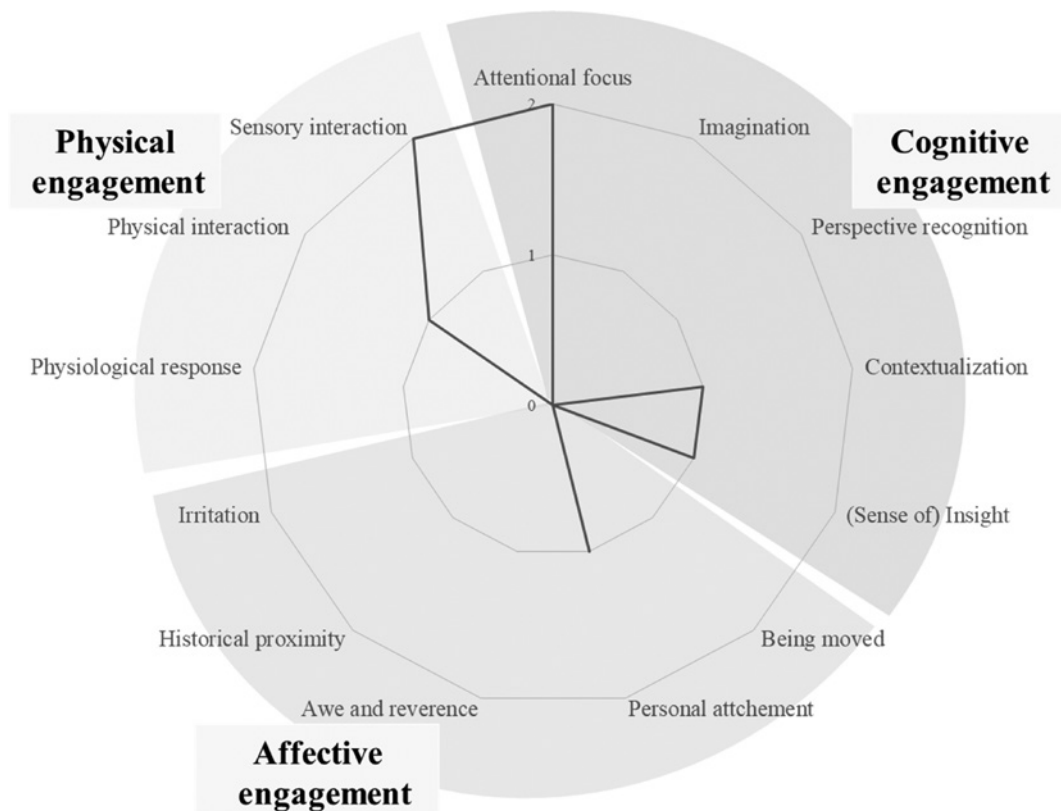 Attentional focus
2
Sensory interaction
Imagination
Physical
engagement
Cognitive
engagement
Physical interaction
Perspective recognition
1
Physiological response
Contextualization
0
Irritation
(Sense of) Insight
Historical proximity
Being moved
Awe and reverence
Personal attchement
Affective
engagement